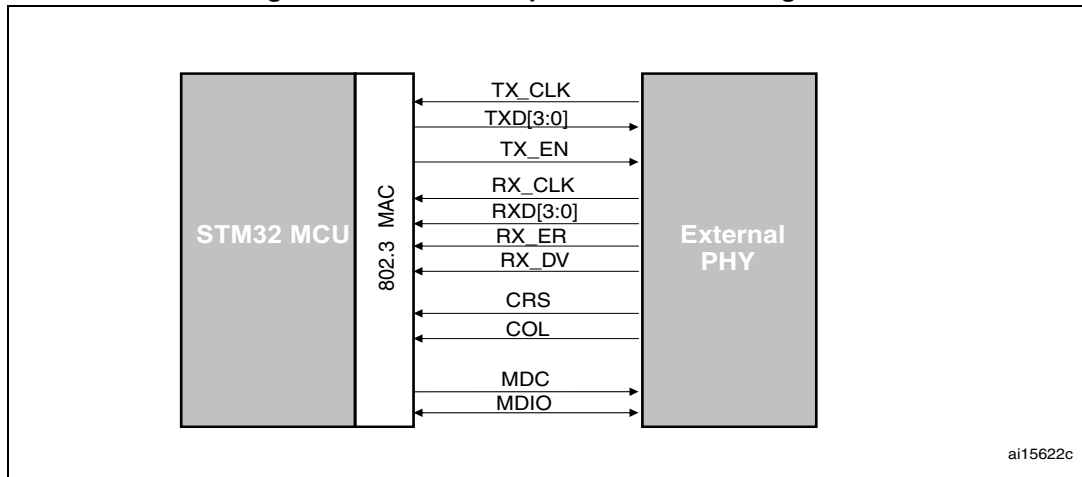 TX_CLK
TXD[3:0]
TX_EN
RX_CLK
RXD[3:0]
RX_ER
RX_DV
CRS
COL
MDC
MDIO
STM32 MCU
802.3 MAC
External
PHY
ai15622c